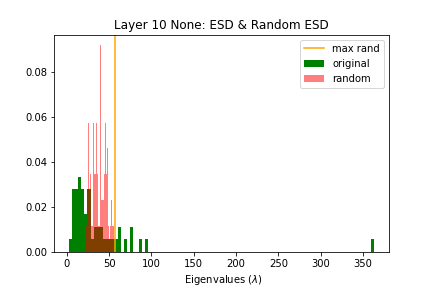 Layer 10 None: ESD & Random ESD
max rand
original
random
0.08
0.06
0.04
0.02
0.00
0 50 100 150 200 250 300 350
Eigenvalues (λ)